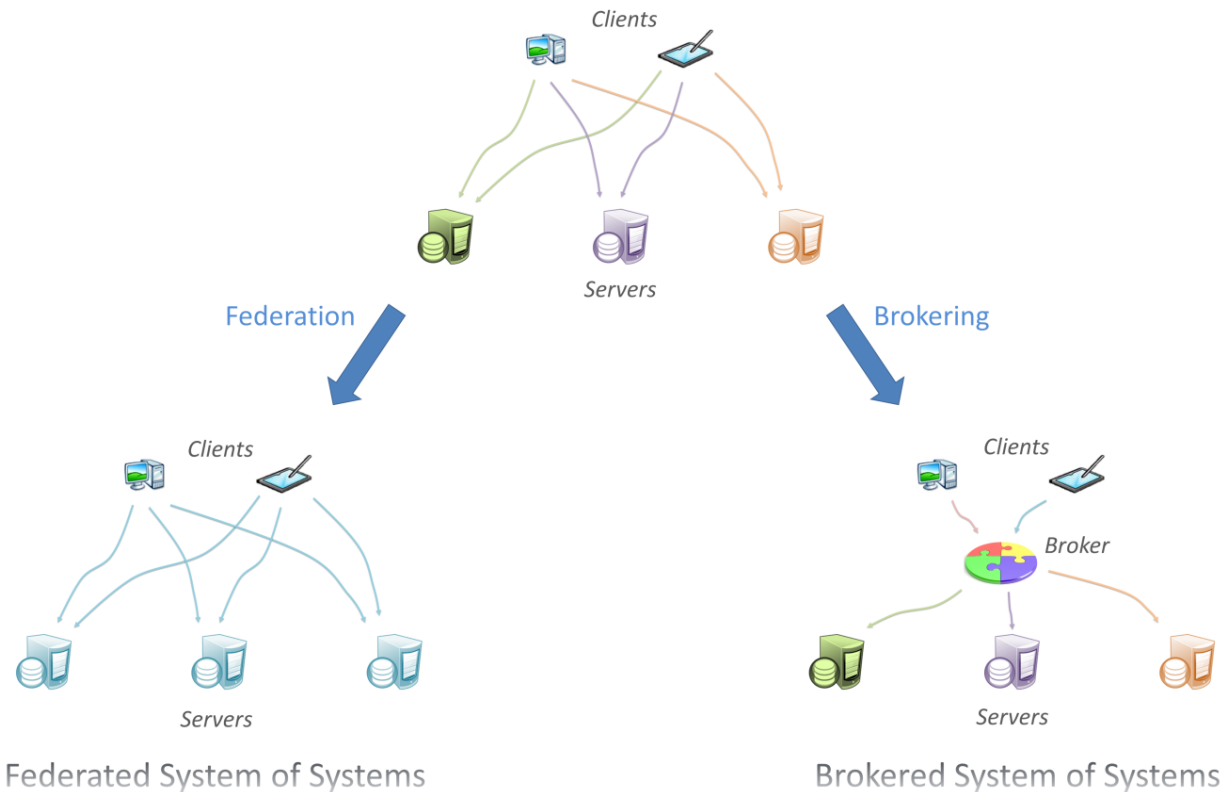 Clients
Servers
Federation
Brokering
Clients
Clients
Broker
Servers
Servers
Federated System of Systems
Brokered System of Systems